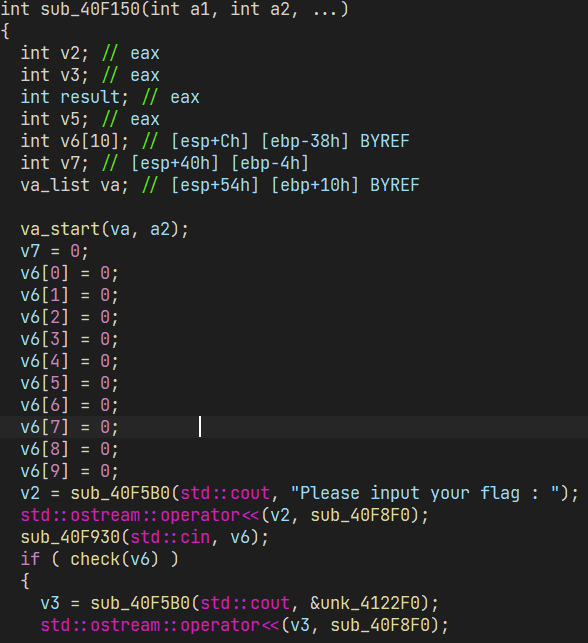 int sub_40F150(int a1, int a2, ...)
{
  int v2; // eax
  int v3; // eax
  int result; // eax
  int v5; // eax
  int v6[10]; // [esp+Ch] [ebp-38h] BYREF
  int v7; // [esp+40h] [ebp-4h]
  va_list va; // [esp+54h] [ebp+10h] BYREF

  va_start(va, a2);
  v7 = 0;
  v6[0] = 0;
  v6[1] = 0;
  v6[2] = 0;
  v6[3] = 0;
  v6[4] = 0;
  v6[5] = 0;
  v6[6] = 0;
  v6[7] = 0;
  v6[8] = 0;
  v6[9] = 0;
  v2 = sub_40F5B0(std::cout, "Please input your flag : ");
  std::ostream::operator<<(v2, sub_40F8F0);
  sub_40F930(std::cin, v6);
  if ( check(v6) )
  {
    v3 = sub_40F5B0(std::cout, &unk_4122F0);
    std::ostream::operator<<(v3, sub_40F8F0);